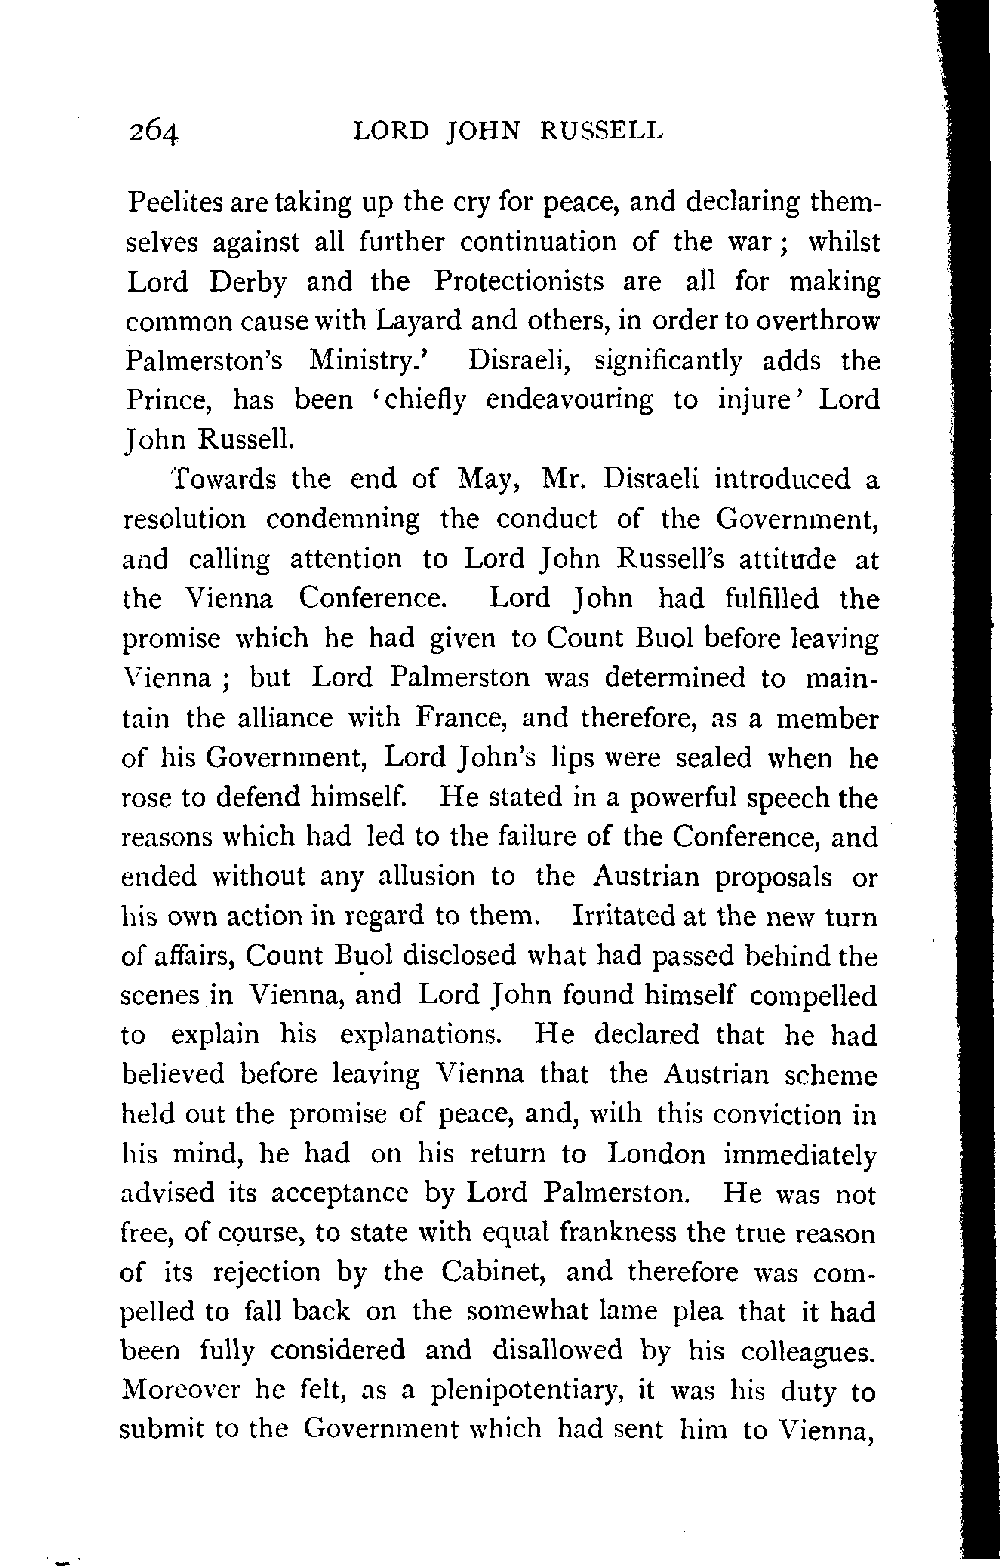 264 LORD JOHN RUSSELL
Peelites are taking up the cry for peace, and declaring them-
selves against all further continuation of the war ; whilst
Lord Derby and the Protectionists are all for making
common cause with Layard and others, in order to overthrow
Palmerston's Ministry.' Disraeli, significantly adds the
Prince, has been ‘chiefly endeavouring to injure’ Lord
John Russell.
Towards the end of May, Mr. Disraeli introduced a
resolution condemning the conduct of the Government,
and calling attention to Lord John Russell's attitude at
the Vienna Conference. Lord John had fulfilled the
promise which he had given to Count Buol before leaving
Vienna ; but Lord Palmerston was determined to main-
tain the alliance with France, and therefore, as a member
of his Government, Lord John's lips were sealed when he
rose to defend himself. He stated in a powerful speech the
reasons which had led to the failure of the Conference, and
ended without any allusion to the Austrian proposals or
his own action in regard to them. Irritated at the new turn
of affairs, Count Buol disclosed what had passed behind the
scenes in Vienna, and Lord John found himself compelled
to explain his explanations. He declared that he had
believed before leaving Vienna that the Austrian scheme
held out the promise of peace, and, with this conviction in
his mind, he had on his return to London immediately
advised its acceptance by Lord Palmerston. He was not
free, of course, to state with equal frankness the true reason
of its rejection by the Cabinet, and therefore was com-
pelled to fall back on the somewhat lame plea that it had
been fully considered and disallowed by his colleagues.
Moreover he felt, as a plenipotentiary, it was his duty to
submit to the Government which had sent him to Vienna,